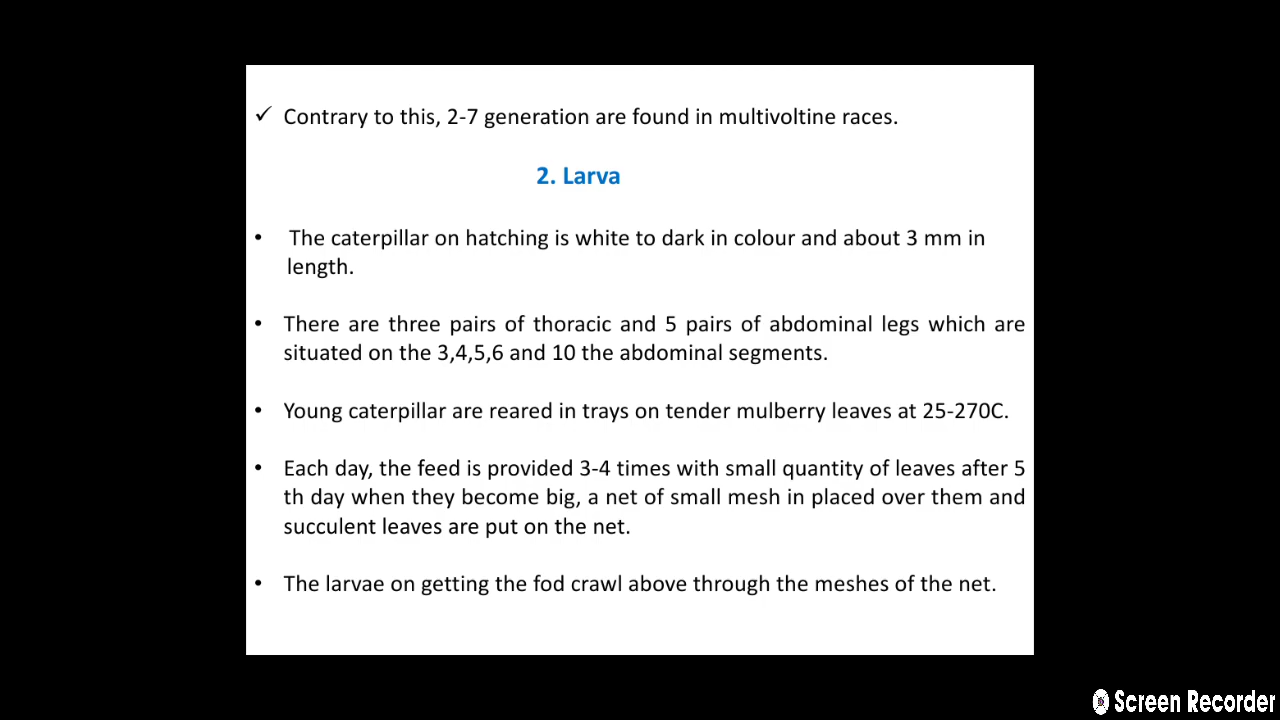 ✓ Contrary to this, 2-7 generation are found in multivoltine races.
2. Larva
• The caterpillar on hatching is white to dark in colour and about 3 mm in
length.
• There are three pairs of thoracic and 5 pairs of abdominal legs which are
situated on the 3,4,5,6 and 10 the abdominal segments.
• Young caterpillar are reared in trays on tender mulberry leaves at 25-270C.
• Each day, the feed is provided 3-4 times with small quantity of leaves after 5
th day when they become big, a net of small mesh in placed over them and
succulent leaves are put on the net.
• The larvae on getting the fod crawl above through the meshes of the net.
Screen Recorder